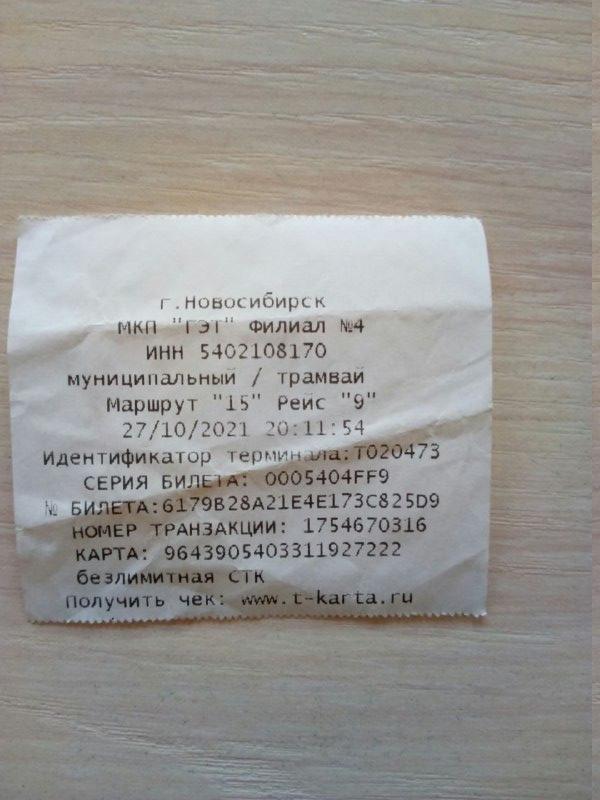 г.Новосибирск
МКП "ГЭТ" Филиал №4
ИНН 5402108170
муниципальный / трамвай
Маршрут "15" Рейс "9"
27/10/2021 20:11:54
Идентификатор терминала:T020473
СЕРИЯ БИЛЕТА: 0005404FF9
№ БИЛЕТА:6179B28A21E4E173C825D9
НОМЕР ТРАНЗАКЦИИ: 1754670316
КАРТА: 9643905403311927222
безлимитная СТК
Получить чек: www.t-karta.ru